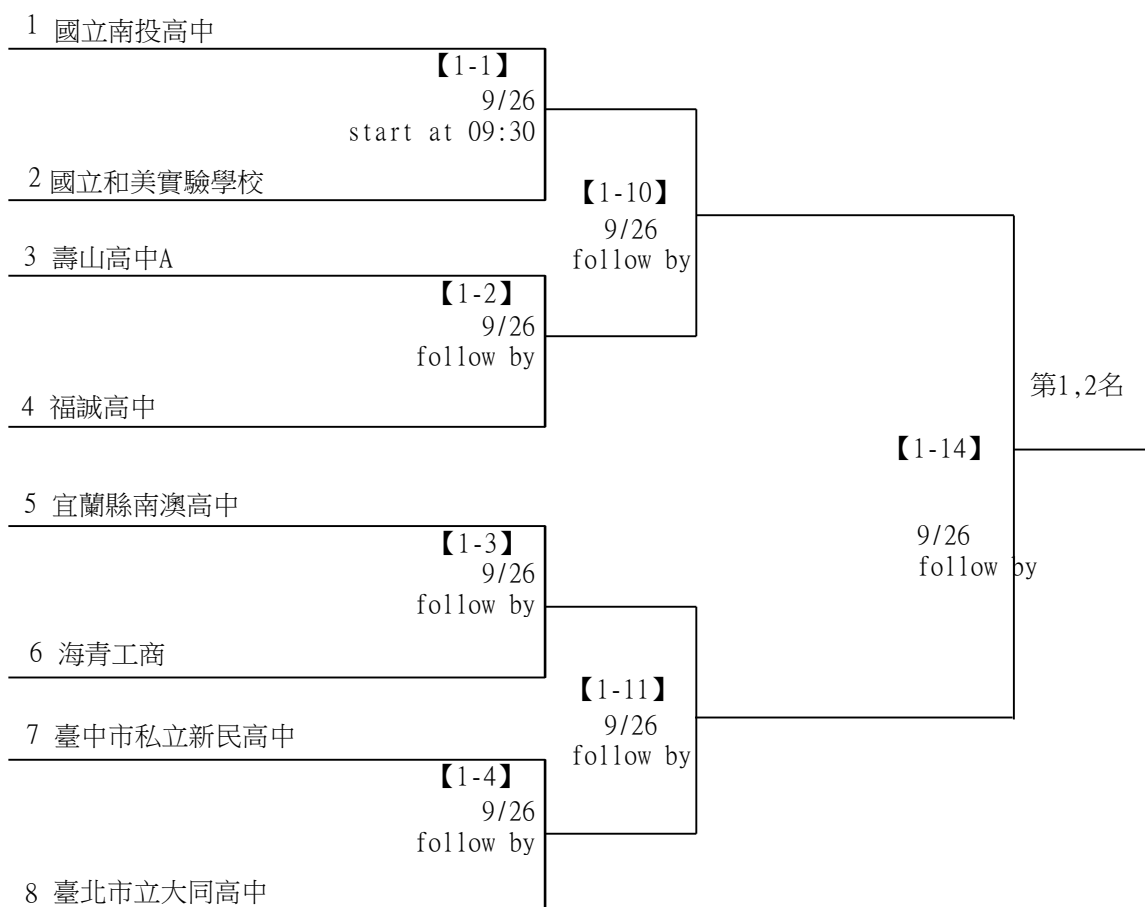 1 國立南投高中
【1-1】
9/26
start at 09:30
2 國立和美實驗學校
【1-10】
9/26
follow by
3 壽山高中A
【1-2】
9/26
follow by
4 福誠高中
第1,2名
【1-14】
9/26
follow by
5 宜蘭縣南澳高中
【1-3】
9/26
follow by
6 海青工商
【1-11】
9/26
follow by
7 臺中市私立新民高中
【1-4】
9/26
follow by
8 臺北市立大同高中